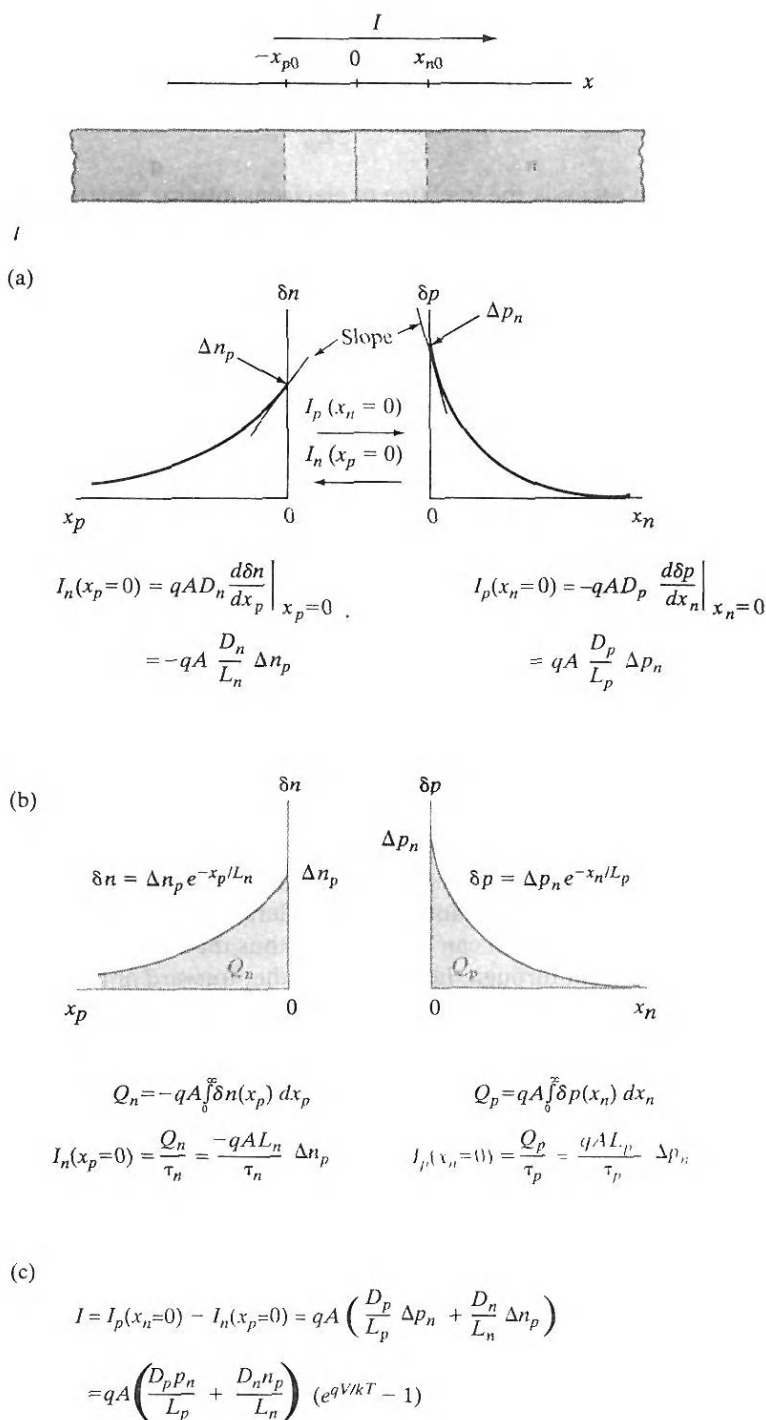 I
-x_{p0} 0 x_{n0}
x
p n
(a)
δn δp
Δn_p Slope Δp_n
I_p (x_n = 0)
I_n (x_p = 0)
x_p 0 0 x_n
I_n(x_p=0) = qAD_n dδn/dx_p | x_p=0 .
I_p(x_n=0) = -qAD_p dδp/dx_n | x_n=0
= -qA D_n/L_n Δn_p
= qA D_p/L_p Δp_n
(b)
δn δp
δn = Δn_p e^{-x_p/L_n} Δn_p
Δp_n δp = Δp_n e^{-x_n/L_p}
Q_n Q_p
x_p 0 0 x_n
Q_n=-qA∫_0^∞ δn(x_p) dx_p
Q_p=qA∫_0^∞ δp(x_n) dx_n
I_n(x_p=0) = Q_n/τ_n = -qAL_n/τ_n Δn_p
I_p(x_n=0) = Q_p/τ_p = qAL_p/τ_p Δp_n
(c)
I = I_p(x_n=0) - I_n(x_p=0) = qA ( D_p/L_p Δp_n + D_n/L_n Δn_p )
=qA( D_p p_n/L_p + D_n n_p/L_n ) (e^{qV/kT} - 1)